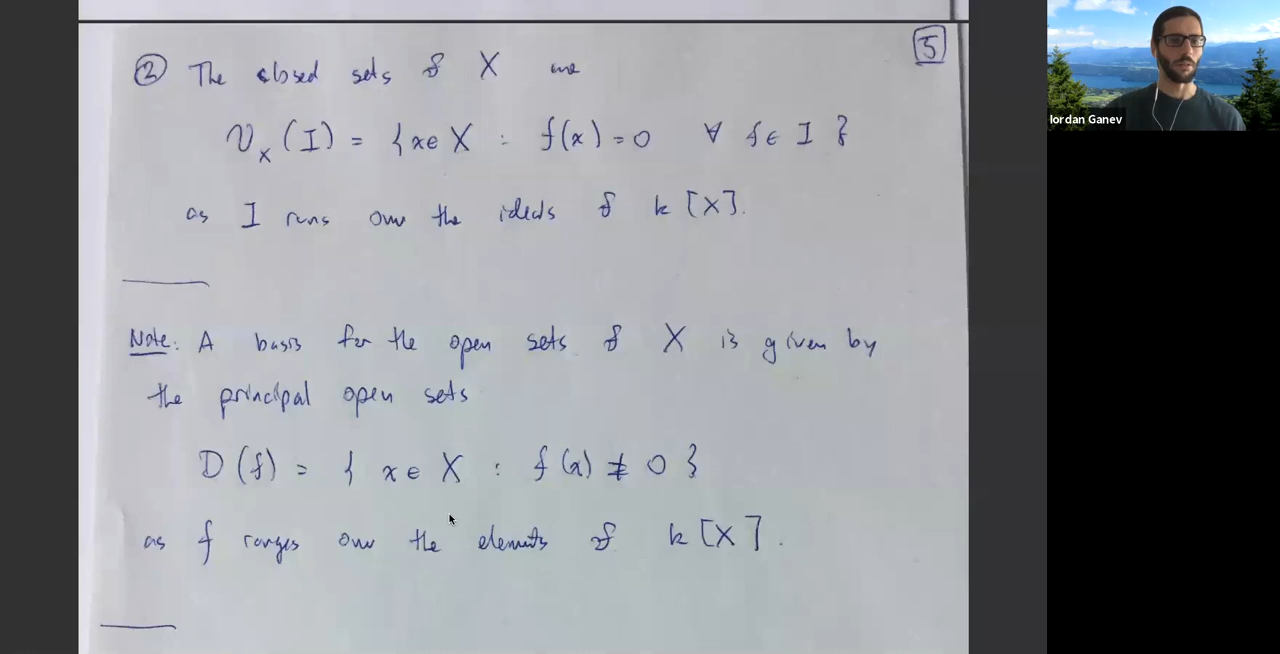 5
② The closed sets of X are
V_X(I) = { x ∈ X : f(x) = 0 ∀ f ∈ I }
as I runs over the ideals of k[X].
Note: A basis for the open sets of X is given by
the principal open sets
D(f) = { x ∈ X : f(x) ≠ 0 }
as f ranges over the elements of k[X].
Iordan Ganev